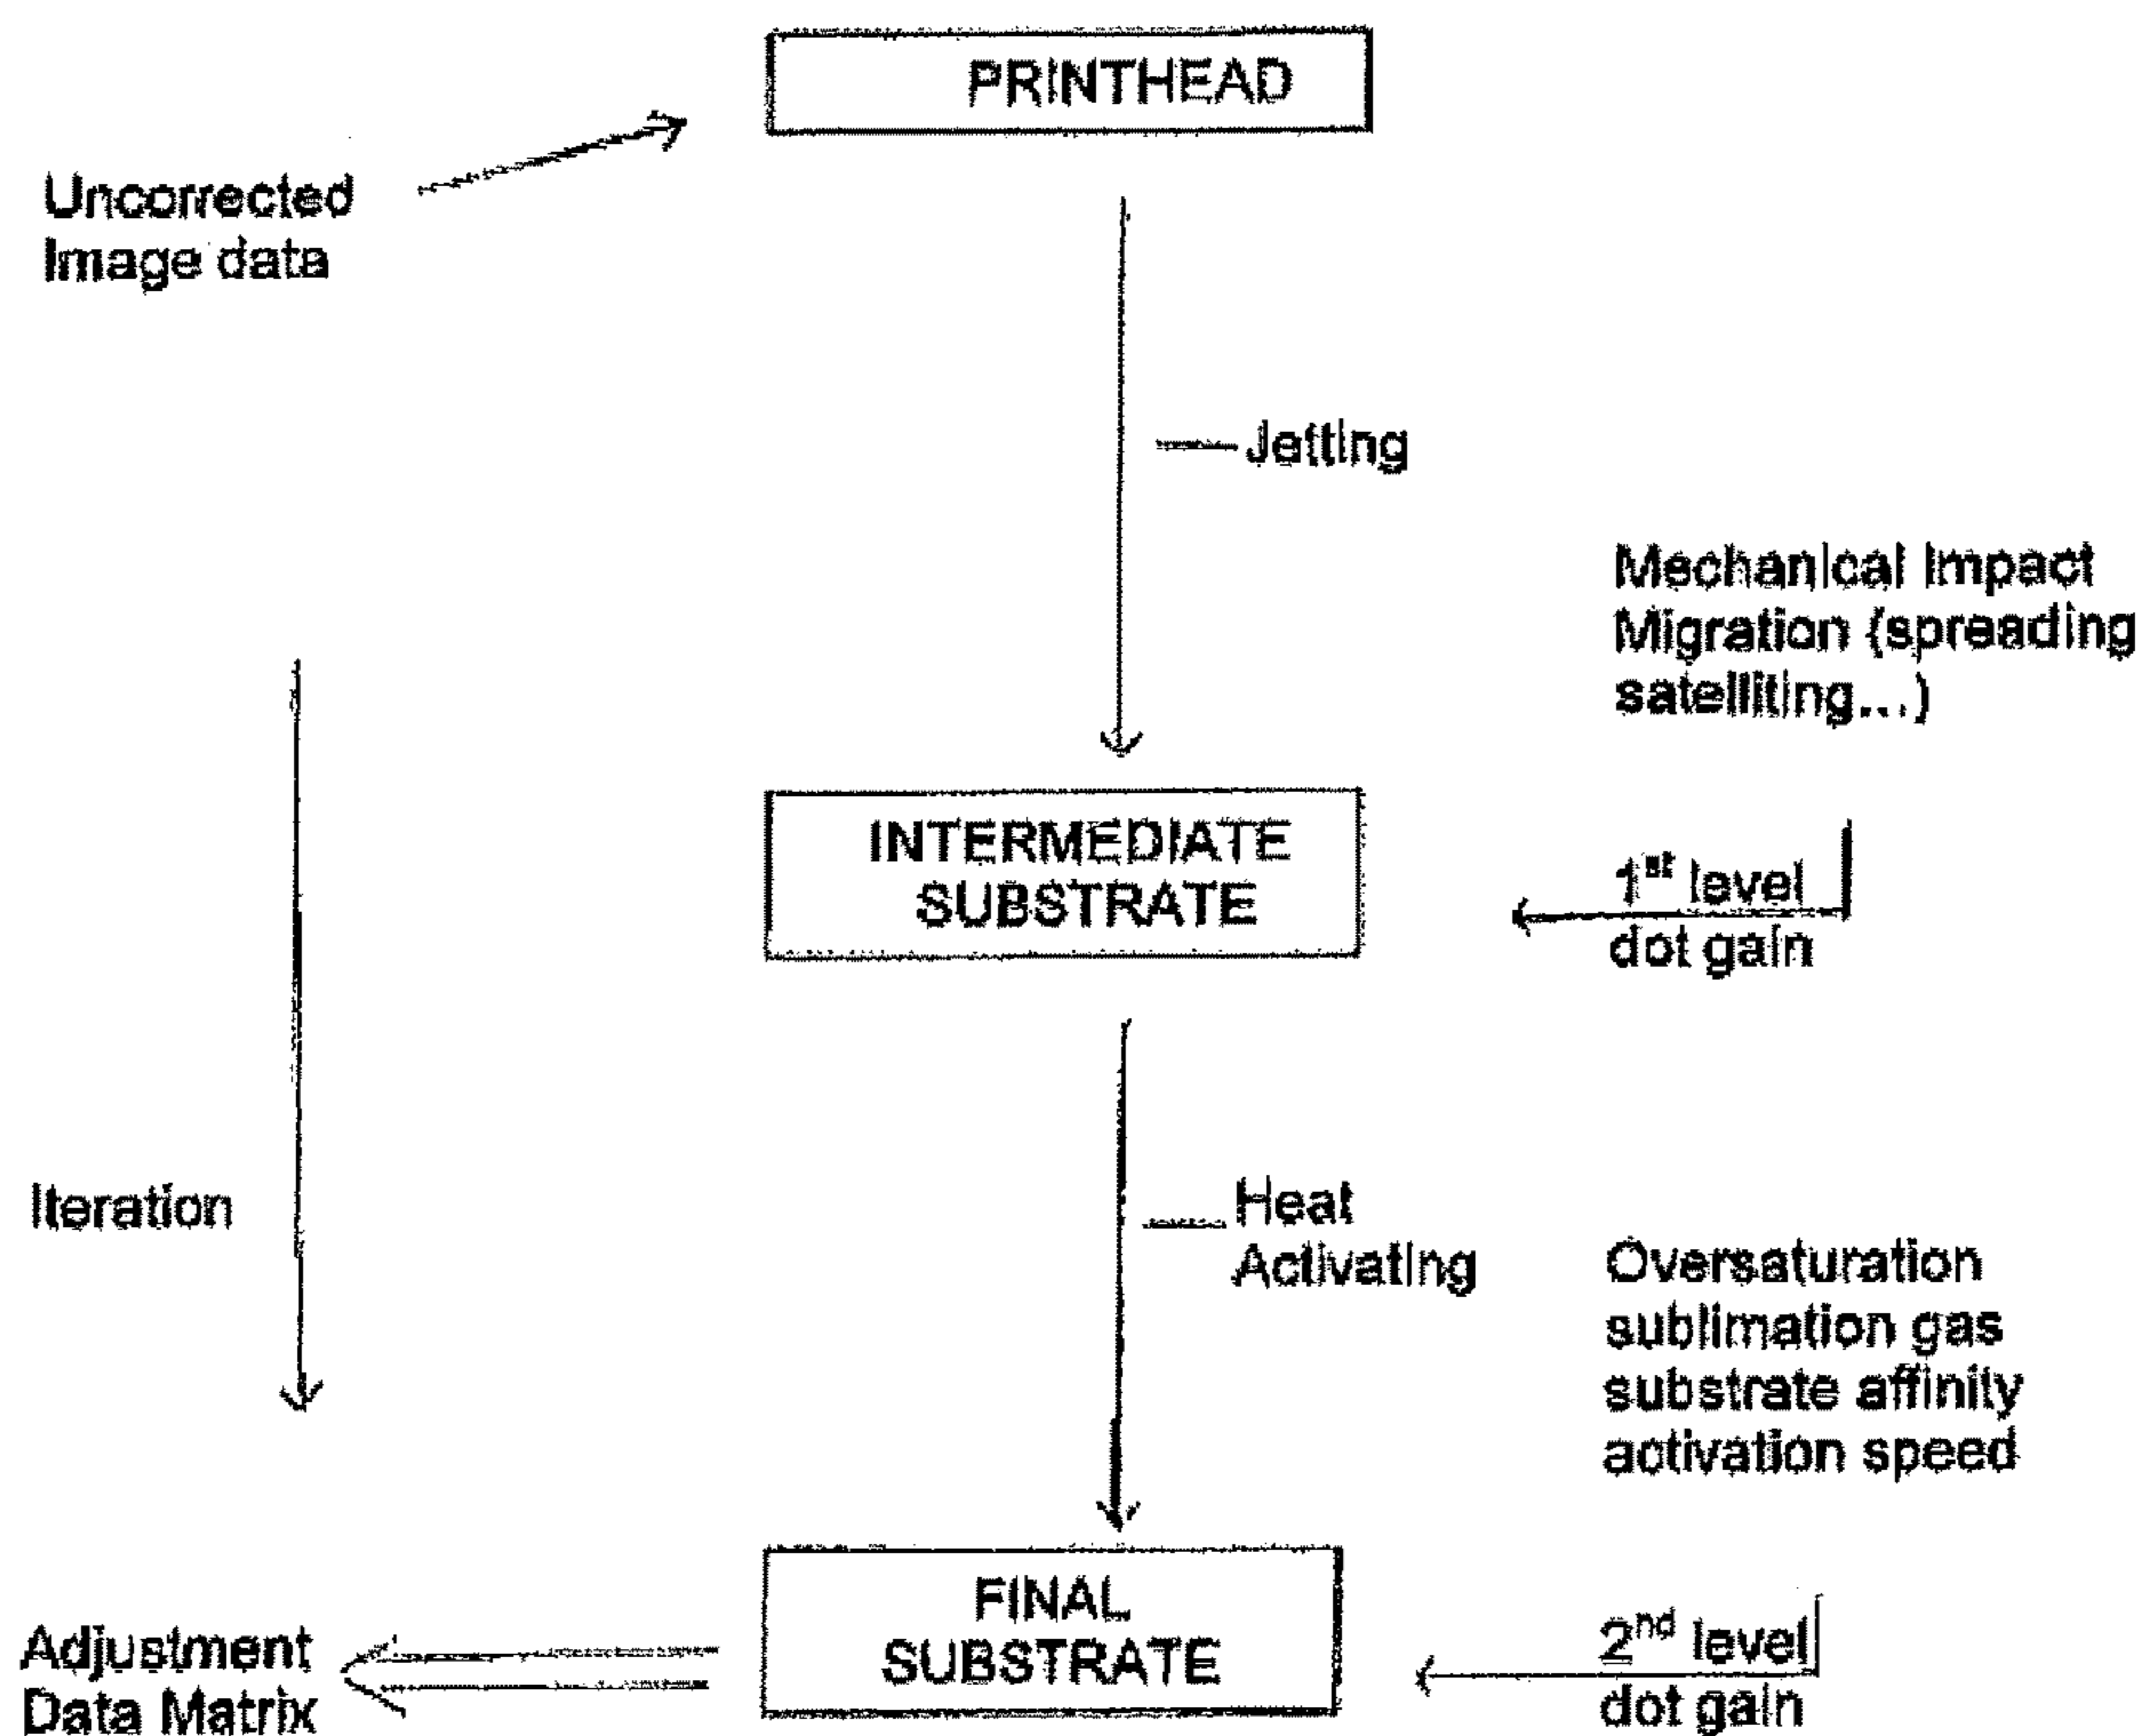 PRINTHEAD
Uncorrected
Image data
Jetting
Mechanical Impact
Migration (spreading
satelliting...)
INTERMEDIATE
SUBSTRATE
1st level
dot gain
Iteration
Heat
Activating
Oversaturation
sublimation gas
substrate affinity
activation speed
FINAL
SUBSTRATE
2nd level
dot gain
Adjustment
Data Matrix